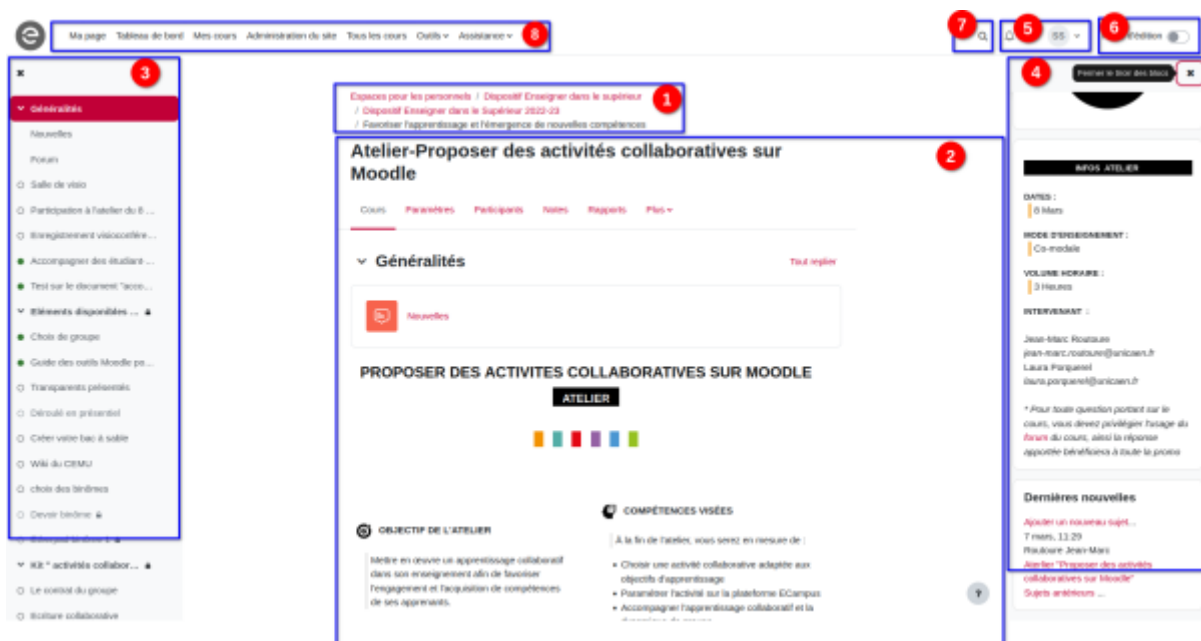 7
5
6
e
Ma page Tableau de bord Mes cours Administration du site Tous les cours Outils Assistance
8
SS
d'édition
3
4
Fermer le tiroir des blocs
Généralités
Nouvelles
Forum
Salle de visio
Participation à l'atelier du 8 ...
Enregistrement visioconfére...
Accompagner des étudiant ...
Test sur le document "acco...
Eléments disponibles ...
Choix de groupe
Guide des outils Moodle po...
Transparents présentés
Déroulé en présentiel
Créer votre bac à sable
Wiki du CEMU
choix des binômes
Devoir binôme
Kit " activités collabor...
Le contrat du groupe
Ecriture collaborative
Espaces pour les personnels / Dispositif Enseigner dans le supérieur
1
/ Dispositif Enseigner dans le Supérieur 2022-23
/ Favoriser l'apprentissage et l'émergence de nouvelles compétences
2
Atelier-Proposer des activités collaboratives sur
Moodle
Cours Paramètres Participants Notes Rapports Plus
Généralités
Tout replier
Nouvelles
PROPOSER DES ACTIVITES COLLABORATIVES SUR MOODLE
ATELIER
OBJECTIF DE L'ATELIER
Mettre en œuvre un apprentissage collaboratif
dans son enseignement afin de favoriser
l'engagement et l'acquisition de compétences
de ses apprenants.
COMPÉTENCES VISÉES
À la fin de l'atelier, vous serez en mesure de :
Choisir une activité collaborative adaptée aux
objectifs d'apprentissage
Paramétrer l'activité sur la plateforme ECampus
Accompagner l'apprentissage collaboratif et la
dynamique de groupe
?
INFOS ATELIER
DATES :
8 Mars
MODE D'ENSEIGNEMENT :
Co-modale
VOLUME HORAIRE :
3 Heures
INTERVENANT :
Jean-Marc Routoure
jean-marc.routoure@unicaen.fr
Laura Porquerel
laura.porquerel@unicaen.fr
* Pour toute question portant sur le
cours, vous devez privilégier l'usage du
forum du cours, ainsi la réponse
apportée bénéficiera à toute la promo
Dernières nouvelles
Ajouter un nouveau sujet...
7 mars, 11:29
Routoure Jean-Marc
Atelier "Proposer des activités
collaboratives sur Moodle"
Sujets antérieurs ...